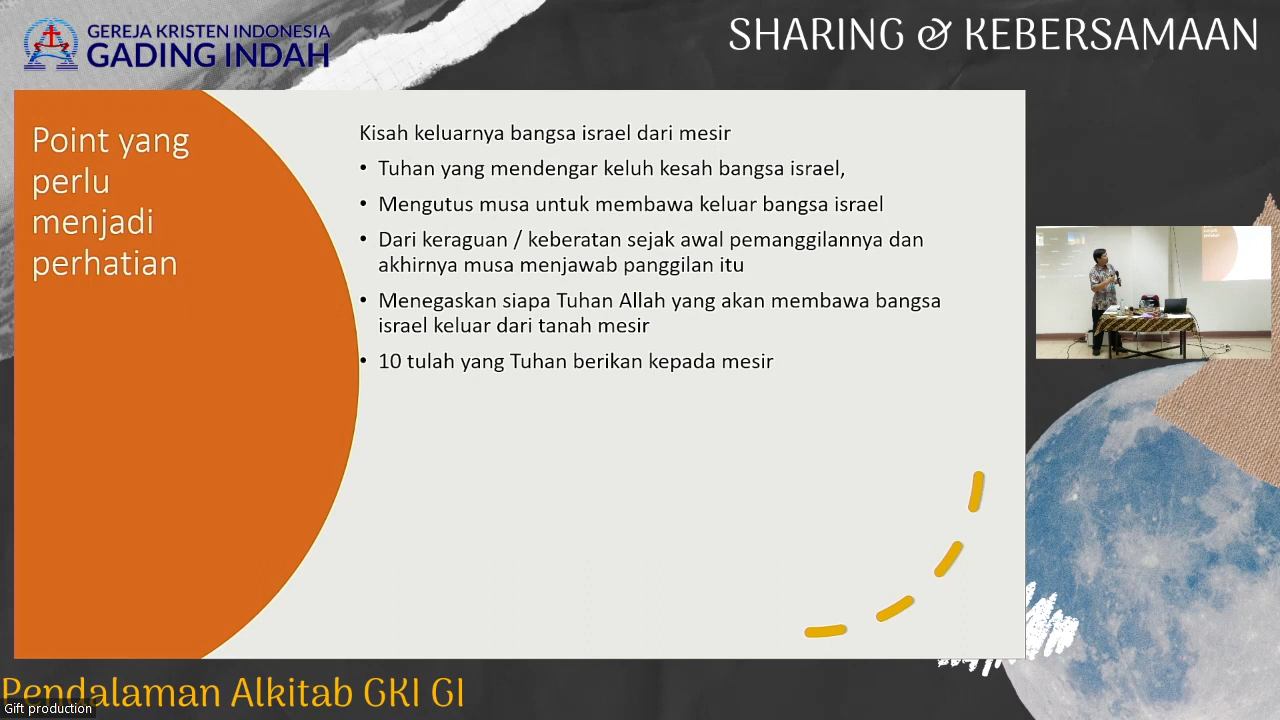 GEREJA KRISTEN INDONESIA
GADING INDAH
SHARING & KEBERSAMAAN
Point yang
perlu
menjadi
perhatian
Kisah keluarnya bangsa israel dari mesir
• Tuhan yang mendengar keluh kesah bangsa israel,
• Mengutus musa untuk membawa keluar bangsa israel
• Dari keraguan / keberatan sejak awal pemanggilannya dan
akhirnya musa menjawab panggilan itu
• Menegaskan siapa Tuhan Allah yang akan membawa bangsa
israel keluar dari tanah mesir
• 10 tulah yang Tuhan berikan kepada mesir
Pendalaman Alkitab GKI GI
Gift production